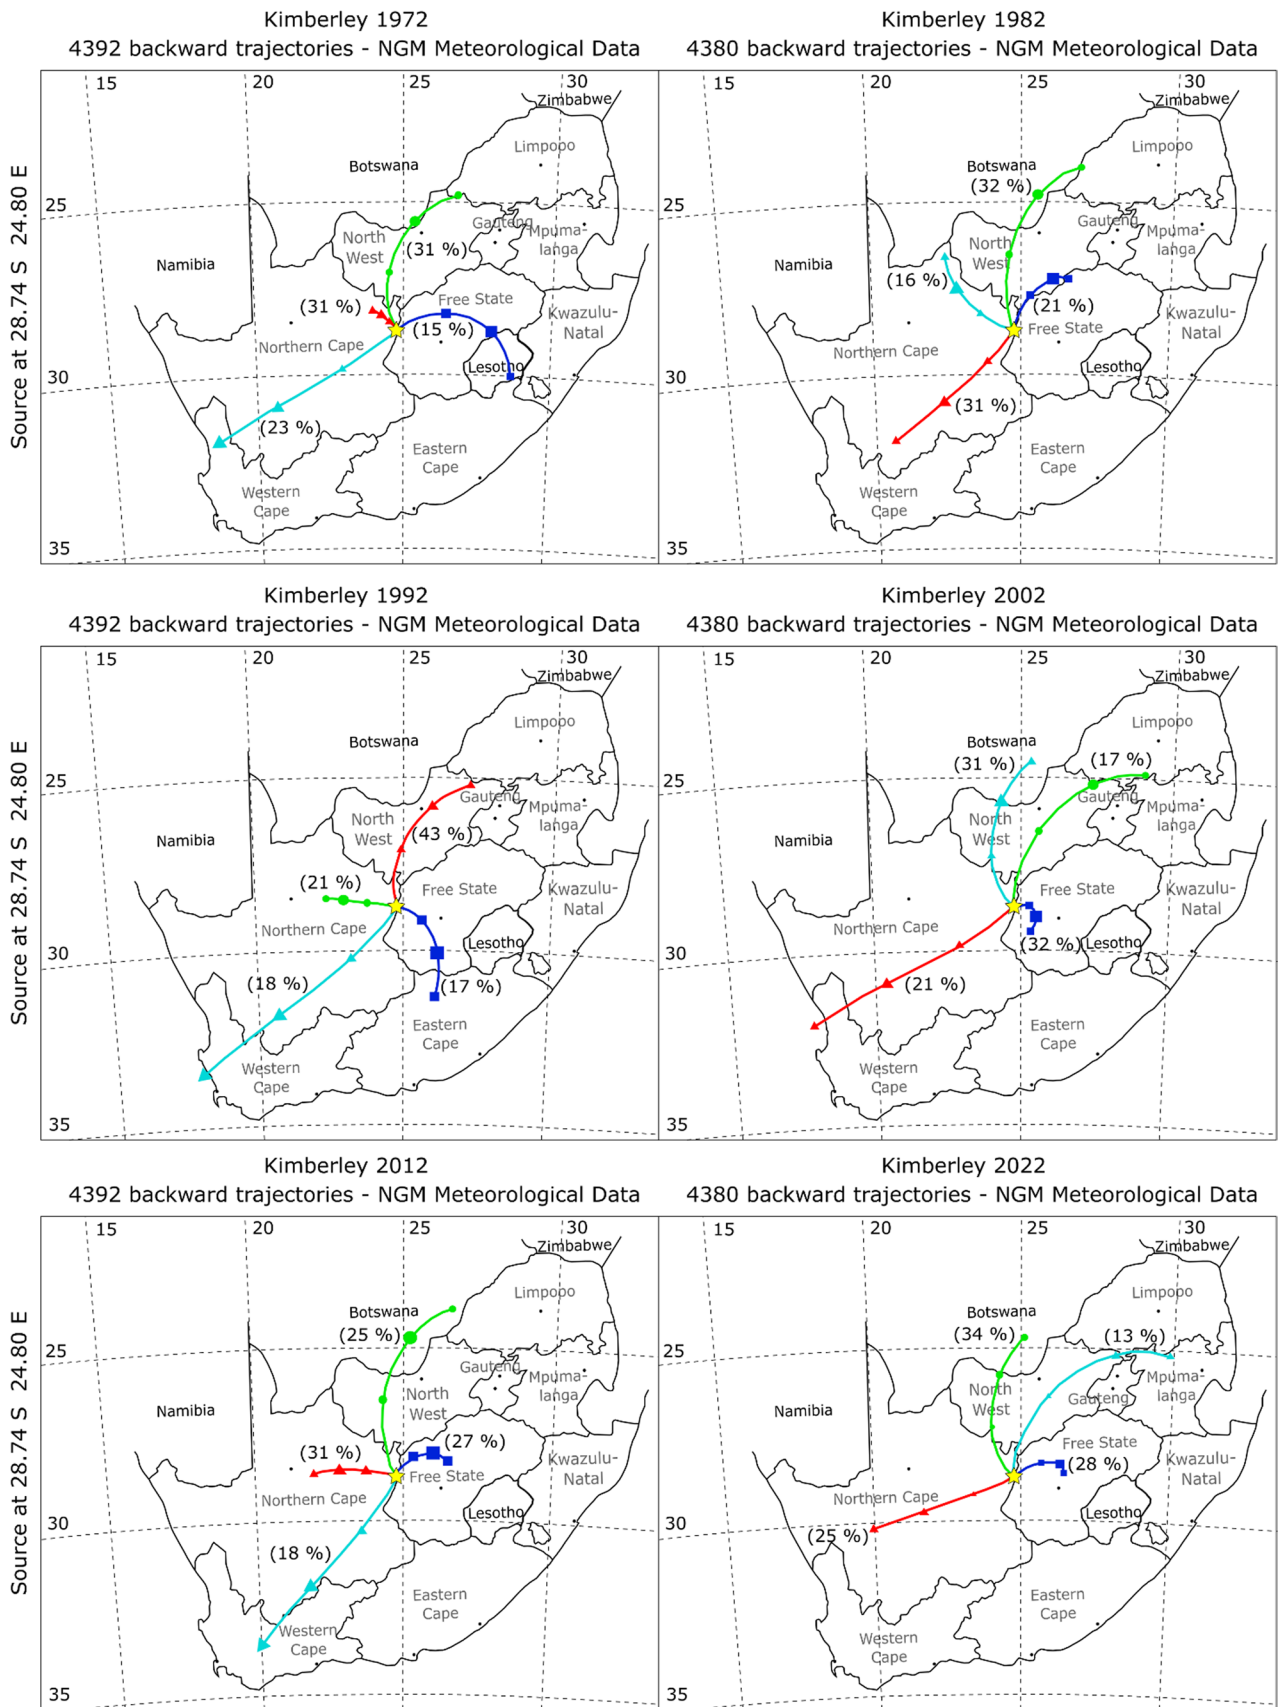 Kimberley 1972
4392 backward trajectories - NGM Meteorological Data
Source at 28.74 S 24.80 E
15
20
25
30
Zimbabwe
Limpopo
Botswana
25
Gauteng
Mpuma-
langa
North
West
(31 %)
Namibia
(31 %)
Free State
(15 %)
Kwazulu-
Natal
Northern Cape
Lesotho
30
(23 %)
Eastern
Cape
Western
Cape
35
Kimberley 1982
4380 backward trajectories - NGM Meteorological Data
15
20
25
30
Zimbabwe
Limpopo
Botswana
(32 %)
25
Gauteng
Mpuma-
langa
North
West
Namibia
(16 %)
(21 %)
Free State
Kwazulu-
Natal
Northern Cape
Lesotho
30
(31 %)
Eastern
Cape
Western
Cape
35
Kimberley 1992
4392 backward trajectories - NGM Meteorological Data
Source at 28.74 S 24.80 E
15
20
25
30
Zimbabwe
Limpopo
Botswana
25
Gauteng
Mpuma-
langa
North
West
(43 %)
Namibia
(21 %)
Free State
Kwazulu-
Natal
Northern Cape
Lesotho
30
(18 %)
(17 %)
Eastern
Cape
Western
Cape
35
Kimberley 2002
4380 backward trajectories - NGM Meteorological Data
15
20
25
30
Zimbabwe
Limpopo
Botswana
(31 %)
(17 %)
25
Gauteng
Mpuma-
langa
North
West
Namibia
Free State
Kwazulu-
Natal
Northern Cape
(32 %)
Lesotho
30
(21 %)
Eastern
Cape
Western
Cape
35
Kimberley 2012
4392 backward trajectories - NGM Meteorological Data
Source at 28.74 S 24.80 E
15
20
25
30
Zimbabwe
Limpopo
Botswana
(25 %)
25
Gauteng
Mpuma-
langa
North
West
Namibia
(31 %)
(27 %)
Free State
Kwazulu-
Natal
Northern Cape
Lesotho
30
(18 %)
Eastern
Cape
Western
Cape
35
Kimberley 2022
4380 backward trajectories - NGM Meteorological Data
15
20
25
30
Zimbabwe
Limpopo
Botswana
(34 %)
(13 %)
25
Gauteng
Mpuma-
langa
North
West
Namibia
Free State
(28 %)
Kwazulu-
Natal
Northern Cape
Lesotho
30
(25 %)
Eastern
Cape
Western
Cape
35